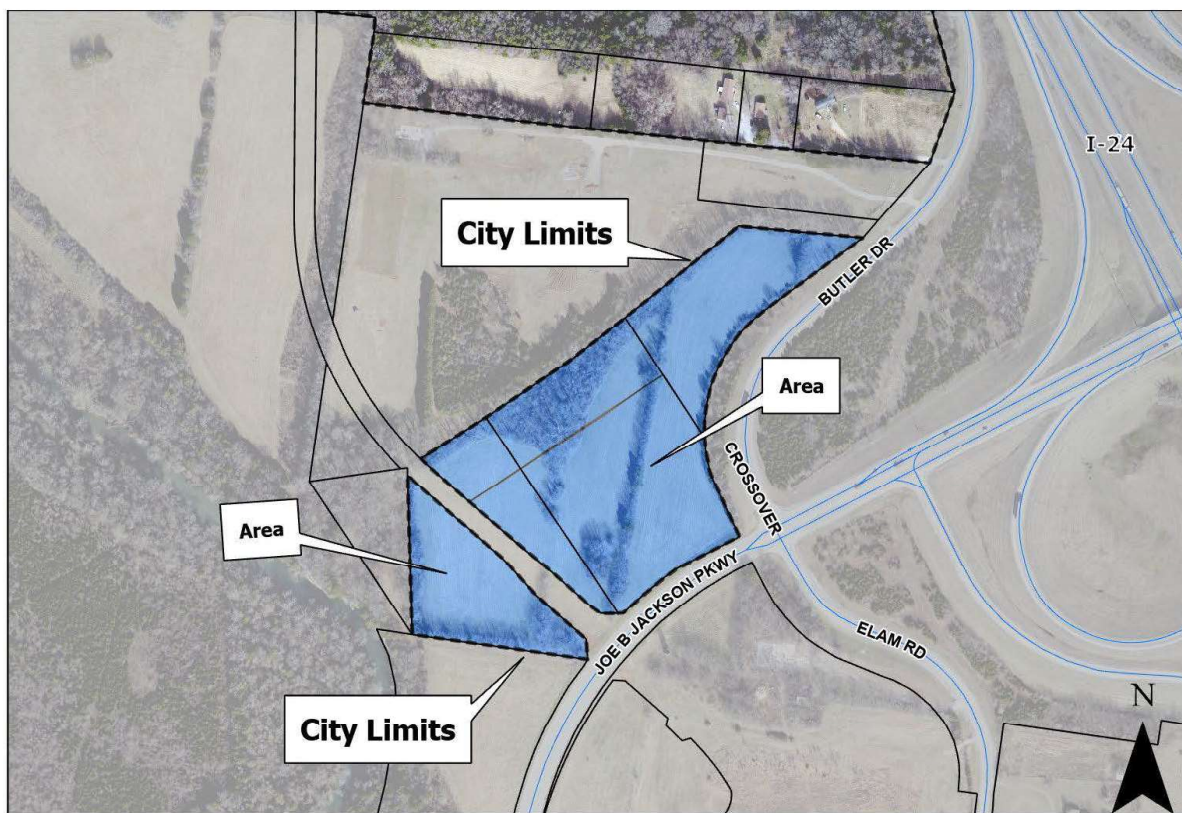 I-24
City Limits
BUTLER DR
Area
CROSSOVER
Area
JOE B JACKSON PKWY
ELAM RD
City Limits
N